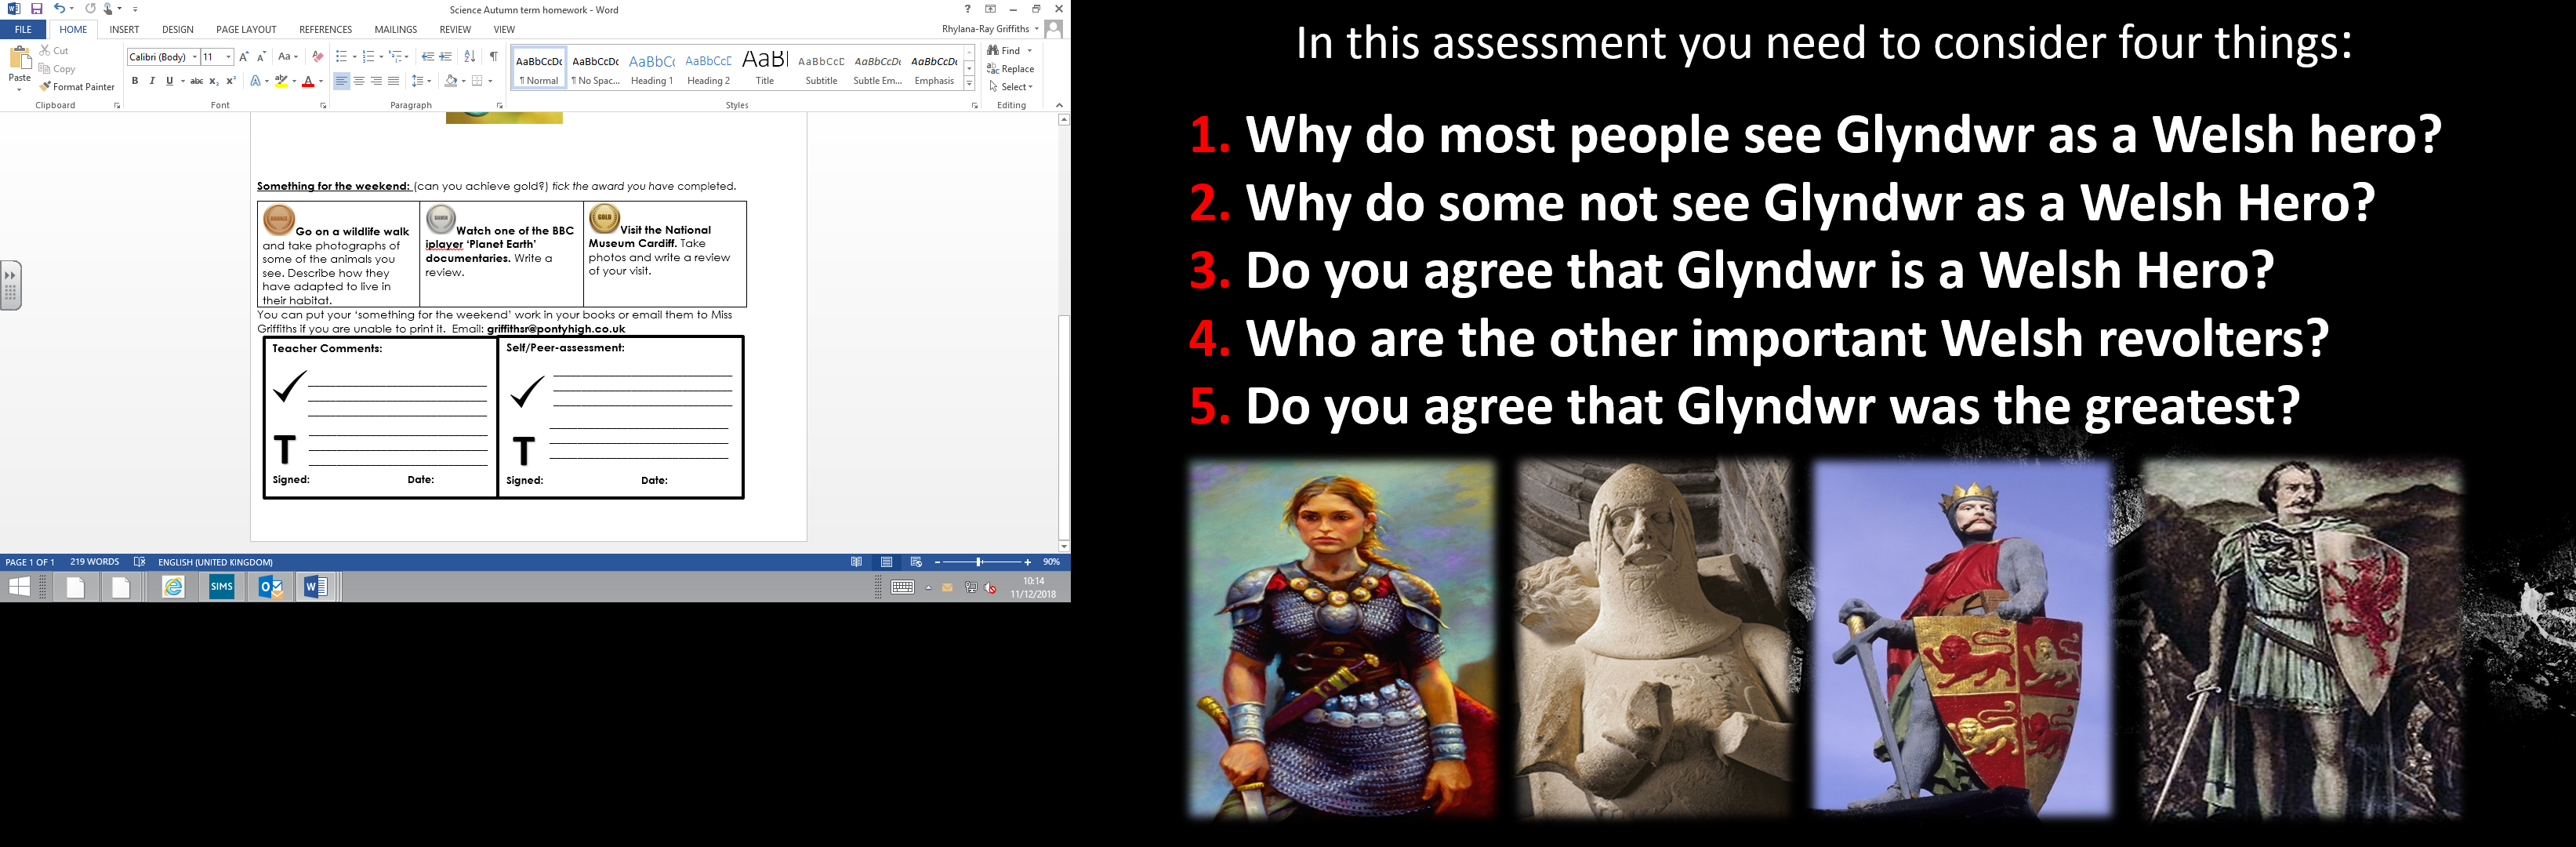 Science Autumn term homework - Word
FILE HOME INSERT DESIGN PAGE LAYOUT REFERENCES MAILINGS REVIEW VIEW
Rhylana-Ray Griffiths
Paste
Cut
Copy
Format Painter
Calibri (Body) 11
AaBbCcDc AaBbCcDc AaBbC AaBbCcE AaBl AaBbCcD AaBbCcDc AaBbCcDc
¶ Normal ¶ No Spac... Heading 1 Heading 2 Title Subtitle Subtle Em... Emphasis
Find
Replace
Select
Clipboard Font Paragraph Styles Editing
Something for the weekend: (can you achieve gold?) tick the award you have completed.
Go on a wildlife walk
and take photographs of
some of the animals you
see. Describe how they
have adapted to live in
their habitat.
Watch one of the BBC
iplayer ‘Planet Earth’
documentaries. Write a
review.
GOLD
Visit the National
Museum Cardiff. Take
photos and write a review
of your visit.
You can put your ‘something for the weekend’ work in your books or email them to Miss
Griffiths if you are unable to print it. Email: griffithsr@pontyhigh.co.uk
Teacher Comments:
T
Signed: Date:
Self/Peer-assessment:
T
Signed: Date:
PAGE 1 OF 1 219 WORDS ENGLISH (UNITED KINGDOM) 90%
SIMS
10:14
11/12/2018
In this assessment you need to consider four things:
1. Why do most people see Glyndwr as a Welsh hero?
2. Why do some not see Glyndwr as a Welsh Hero?
3. Do you agree that Glyndwr is a Welsh Hero?
4. Who are the other important Welsh revolters?
5. Do you agree that Glyndwr was the greatest?